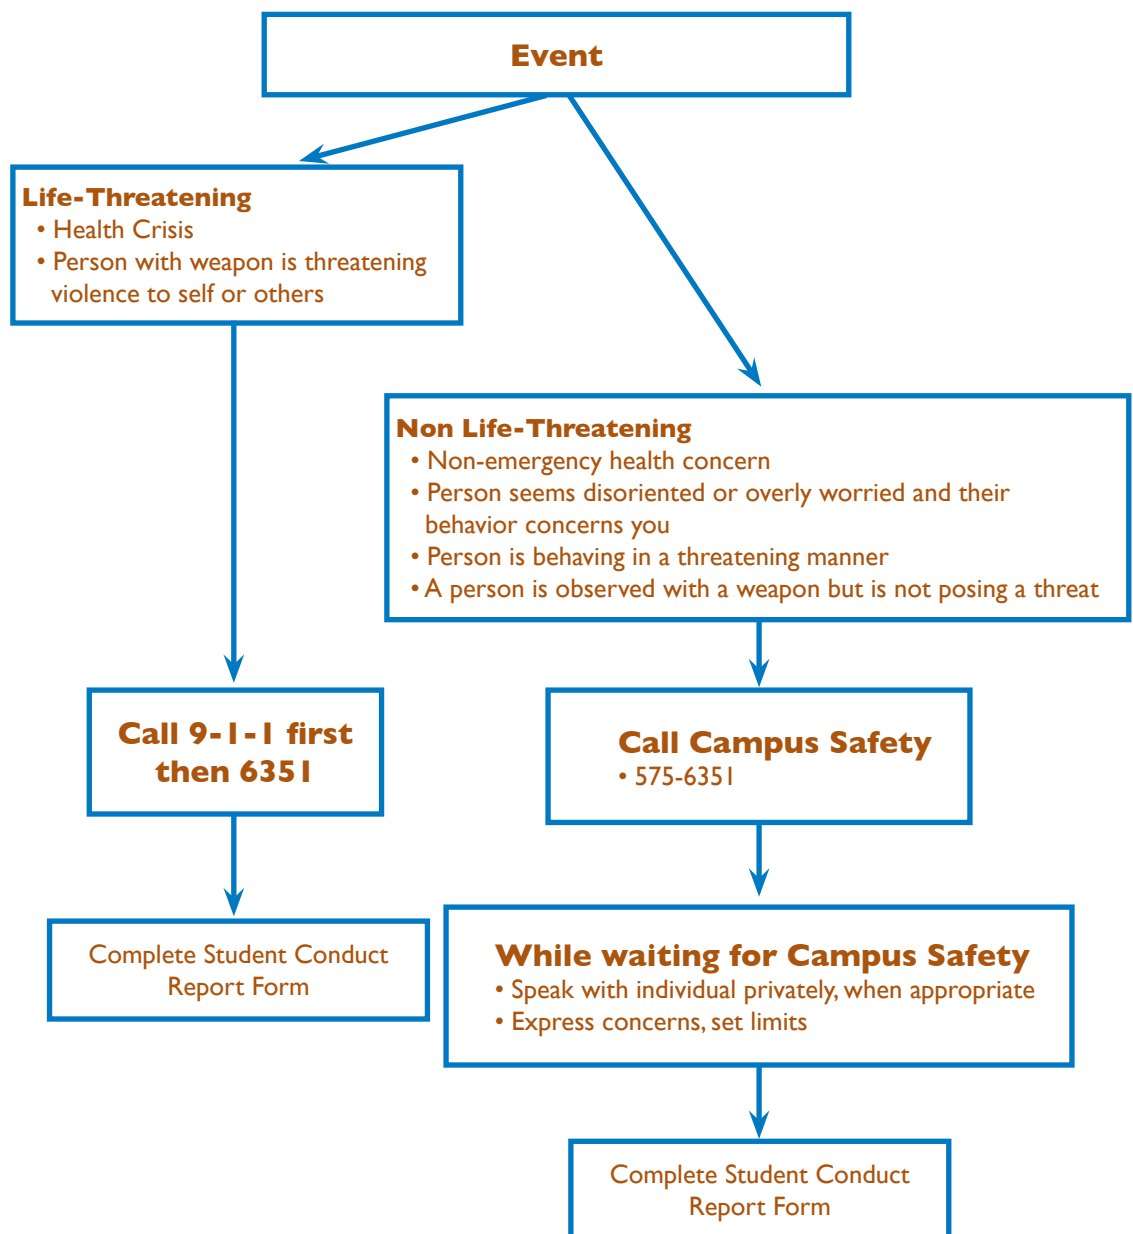 Event
Life-Threatening
• Health Crisis
• Person with weapon is threatening
violence to self or others
Non Life-Threatening
• Non-emergency health concern
• Person seems disoriented or overly worried and their
behavior concerns you
• Person is behaving in a threatening manner
• A person is observed with a weapon but is not posing a threat
Call 9-1-1 first
then 6351
Call Campus Safety
• 575-6351
Complete Student Conduct
Report Form
While waiting for Campus Safety
• Speak with individual privately, when appropriate
• Express concerns, set limits
Complete Student Conduct
Report Form